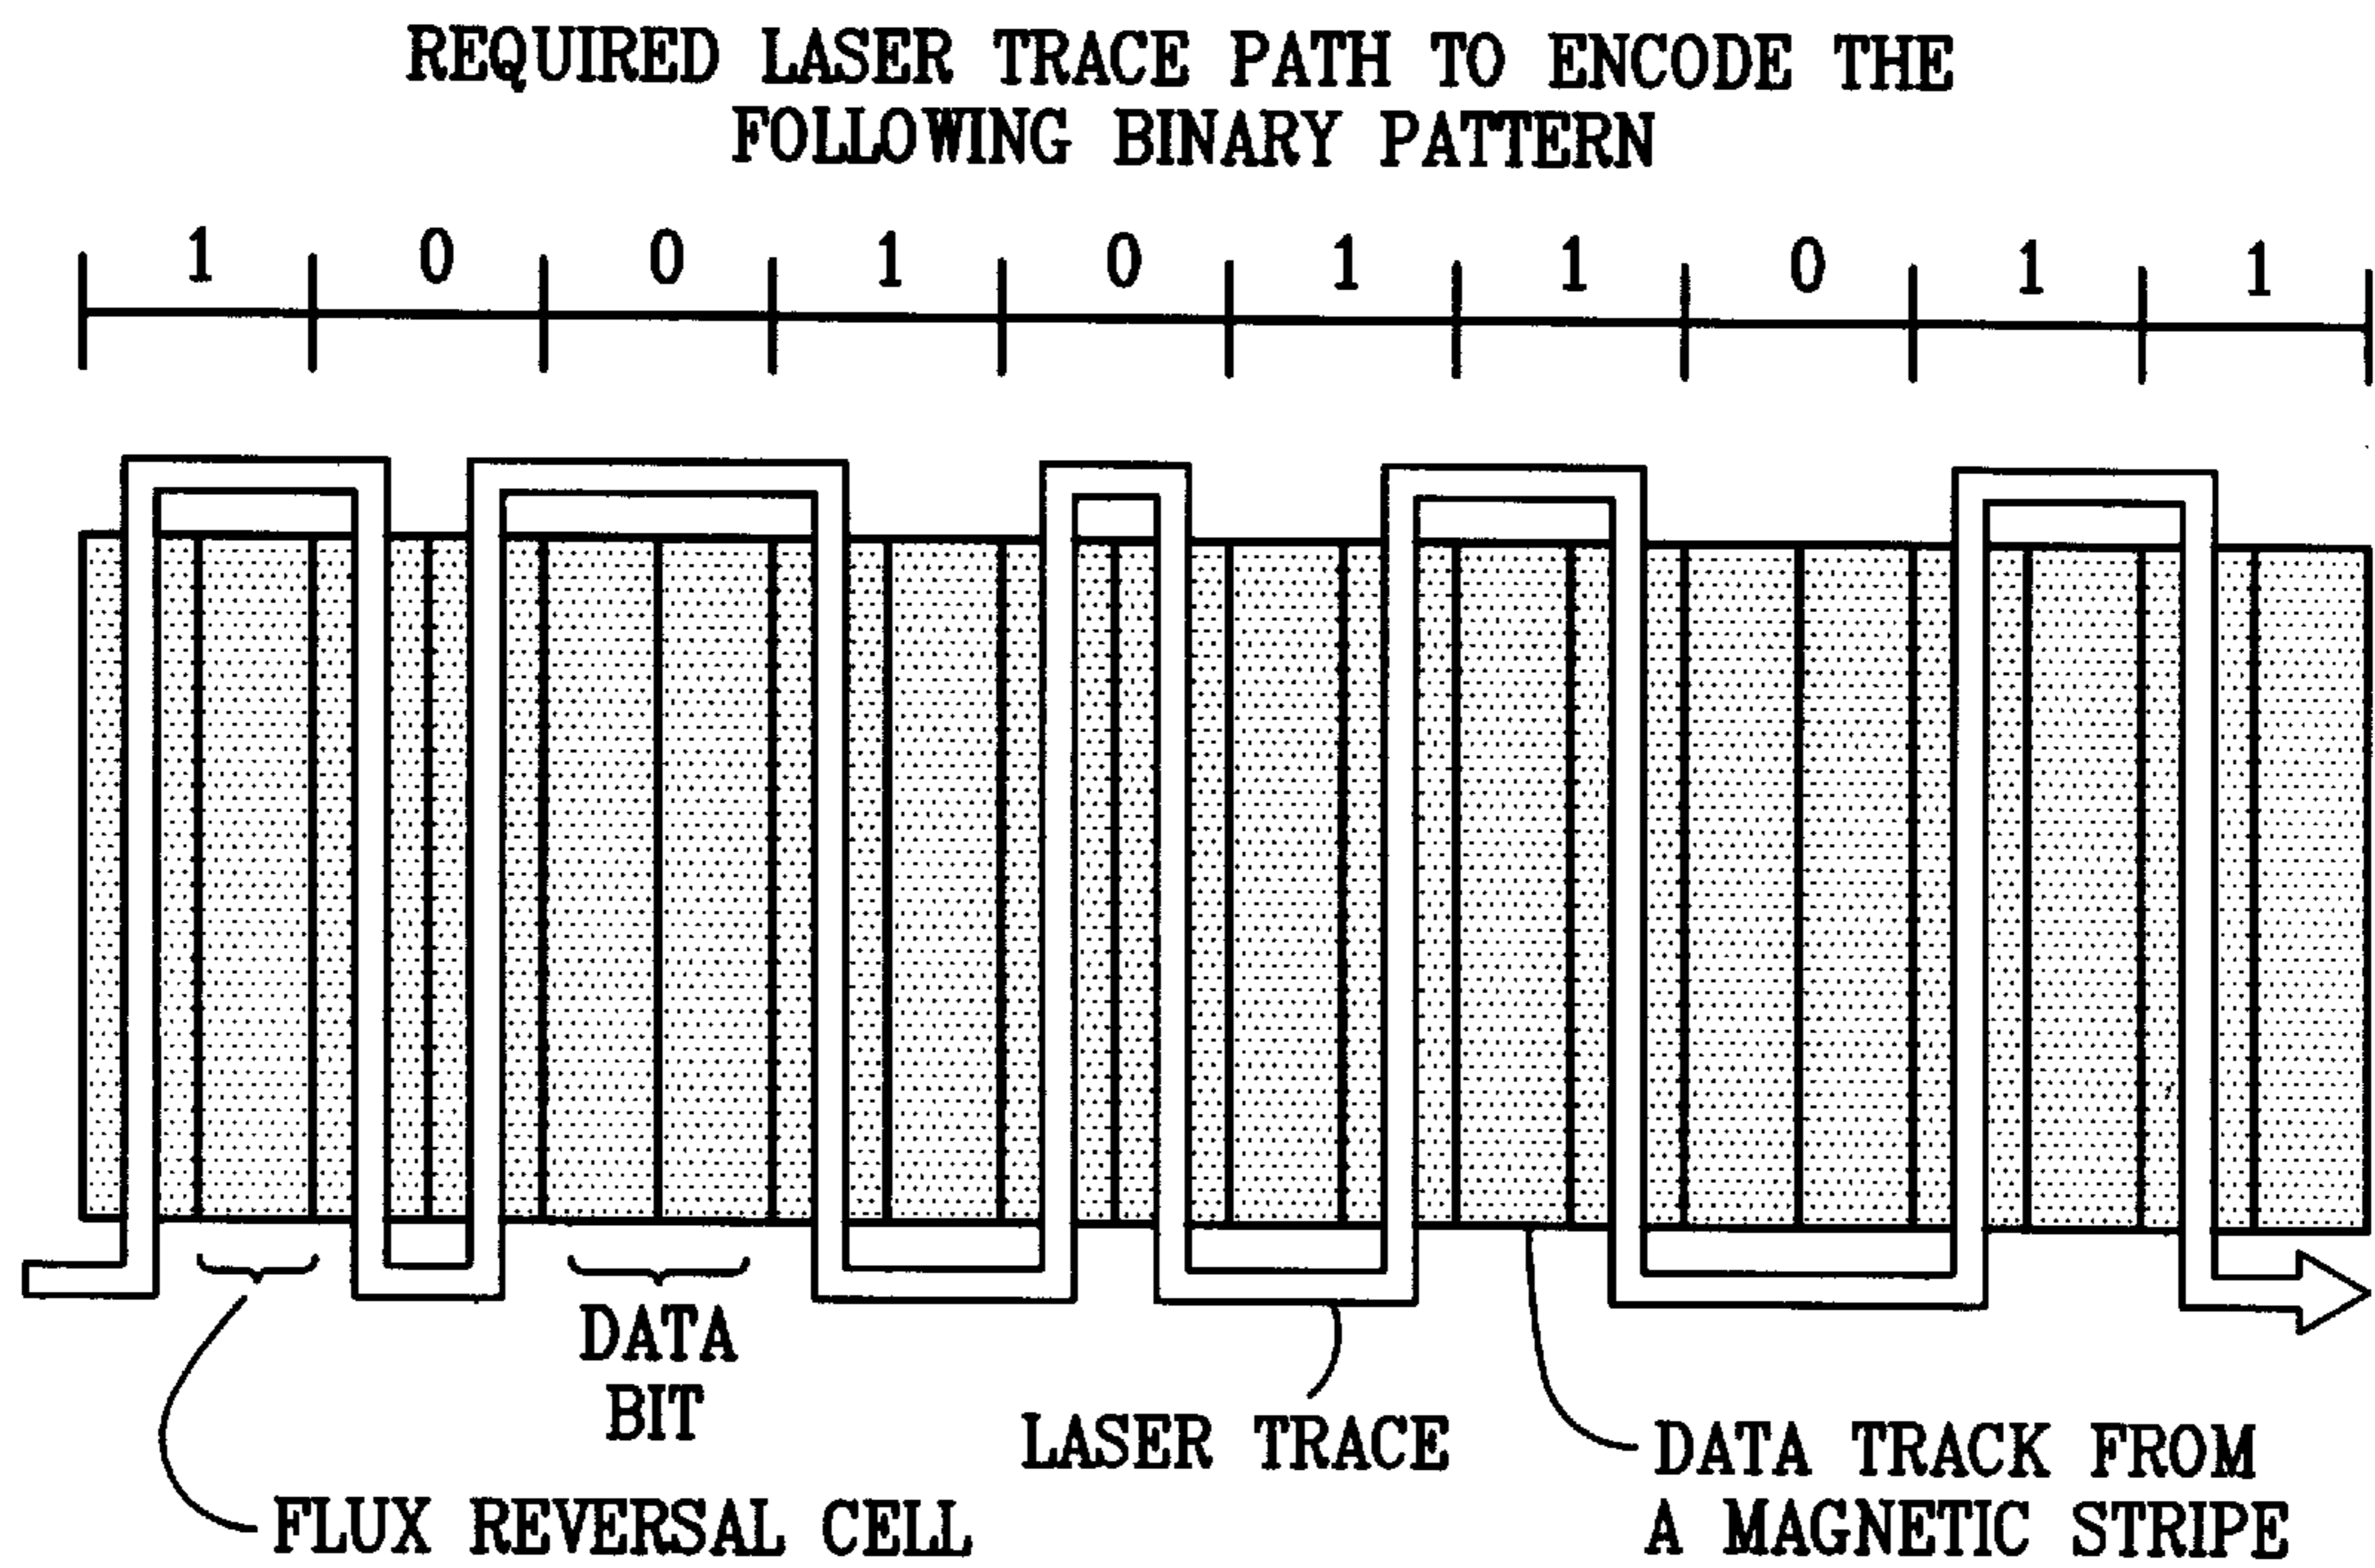 REQUIRED LASER TRACE PATH TO ENCODE THE
FOLLOWING BINARY PATTERN
1 0 0 1 0 1 1 0 1 1
DATA
BIT
LASER TRACE
DATA TRACK FROM
A MAGNETIC STRIPE
FLUX REVERSAL CELL